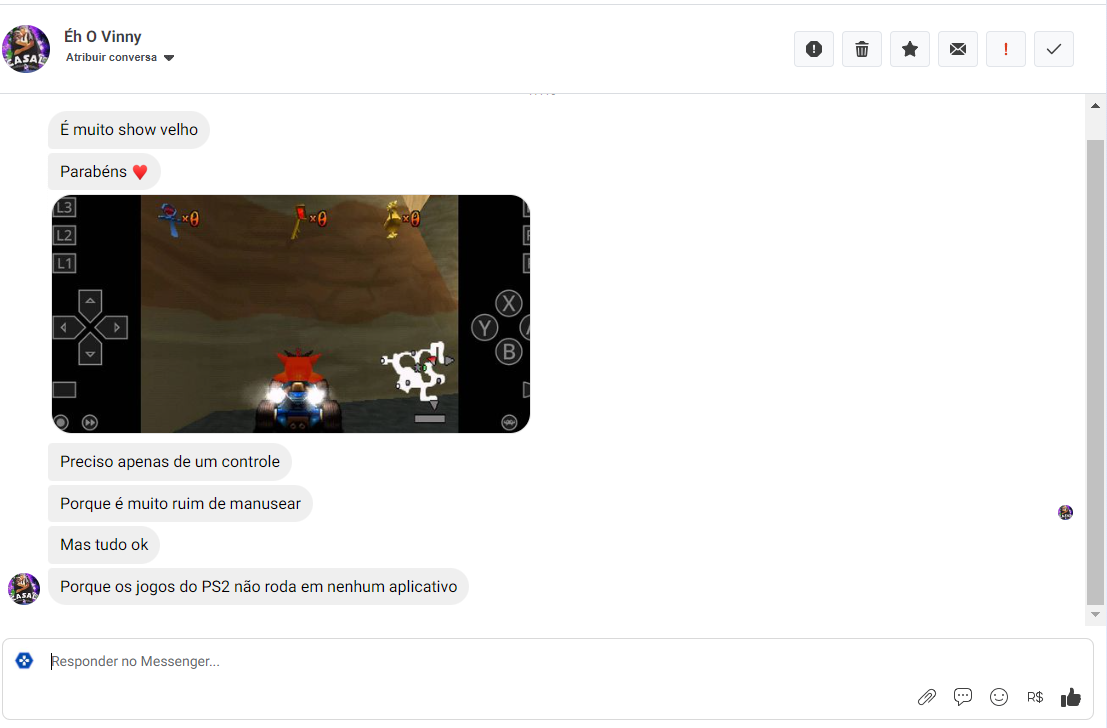 Éh O Vinny
Atribuir conversa
É muito show velho
Parabéns ❤️
L3
×0 ×0 ×0
L2
L1
X
Y
B
Preciso apenas de um controle
Porque é muito ruim de manusear
Mas tudo ok
Porque os jogos do PS2 não roda em nenhum aplicativo
Responder no Messenger...
R$